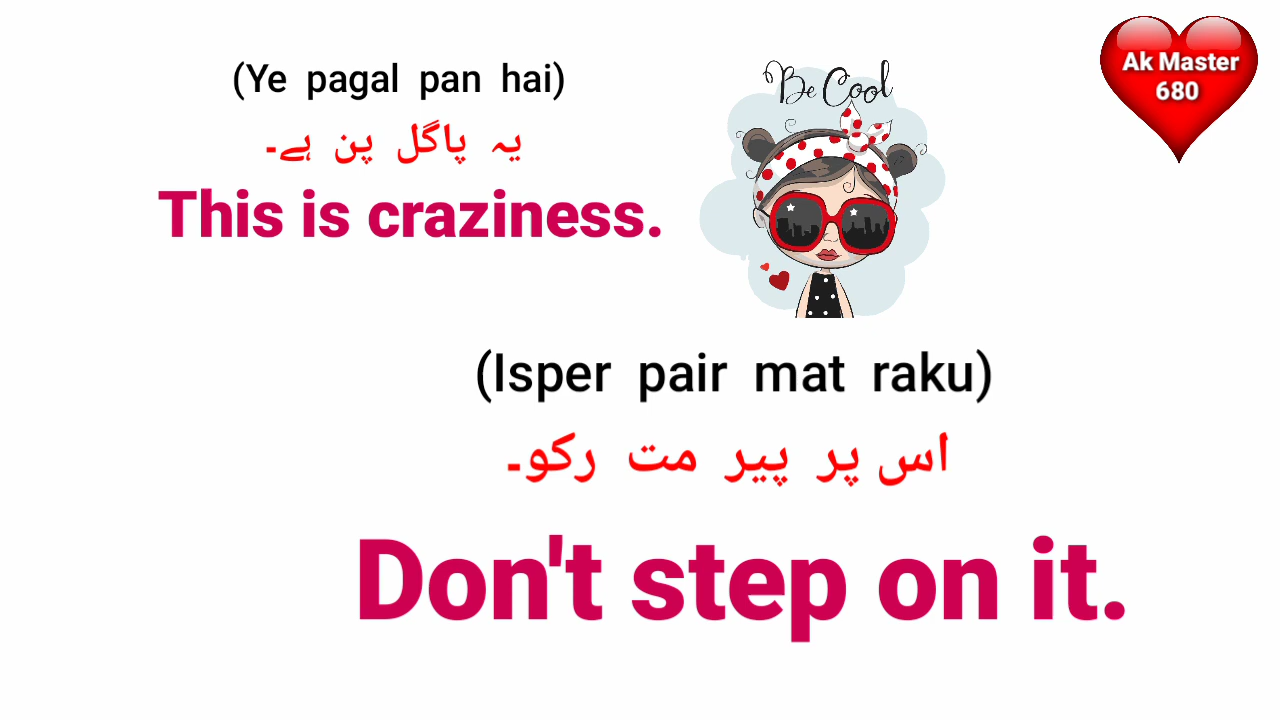 (Ye pagal pan hai)
یہ پاگل پن ہے۔
This is craziness.
Be Cool
Ak Master
680
(Isper pair mat raku)
اس پر پیر مت رکو۔
Don't step on it.